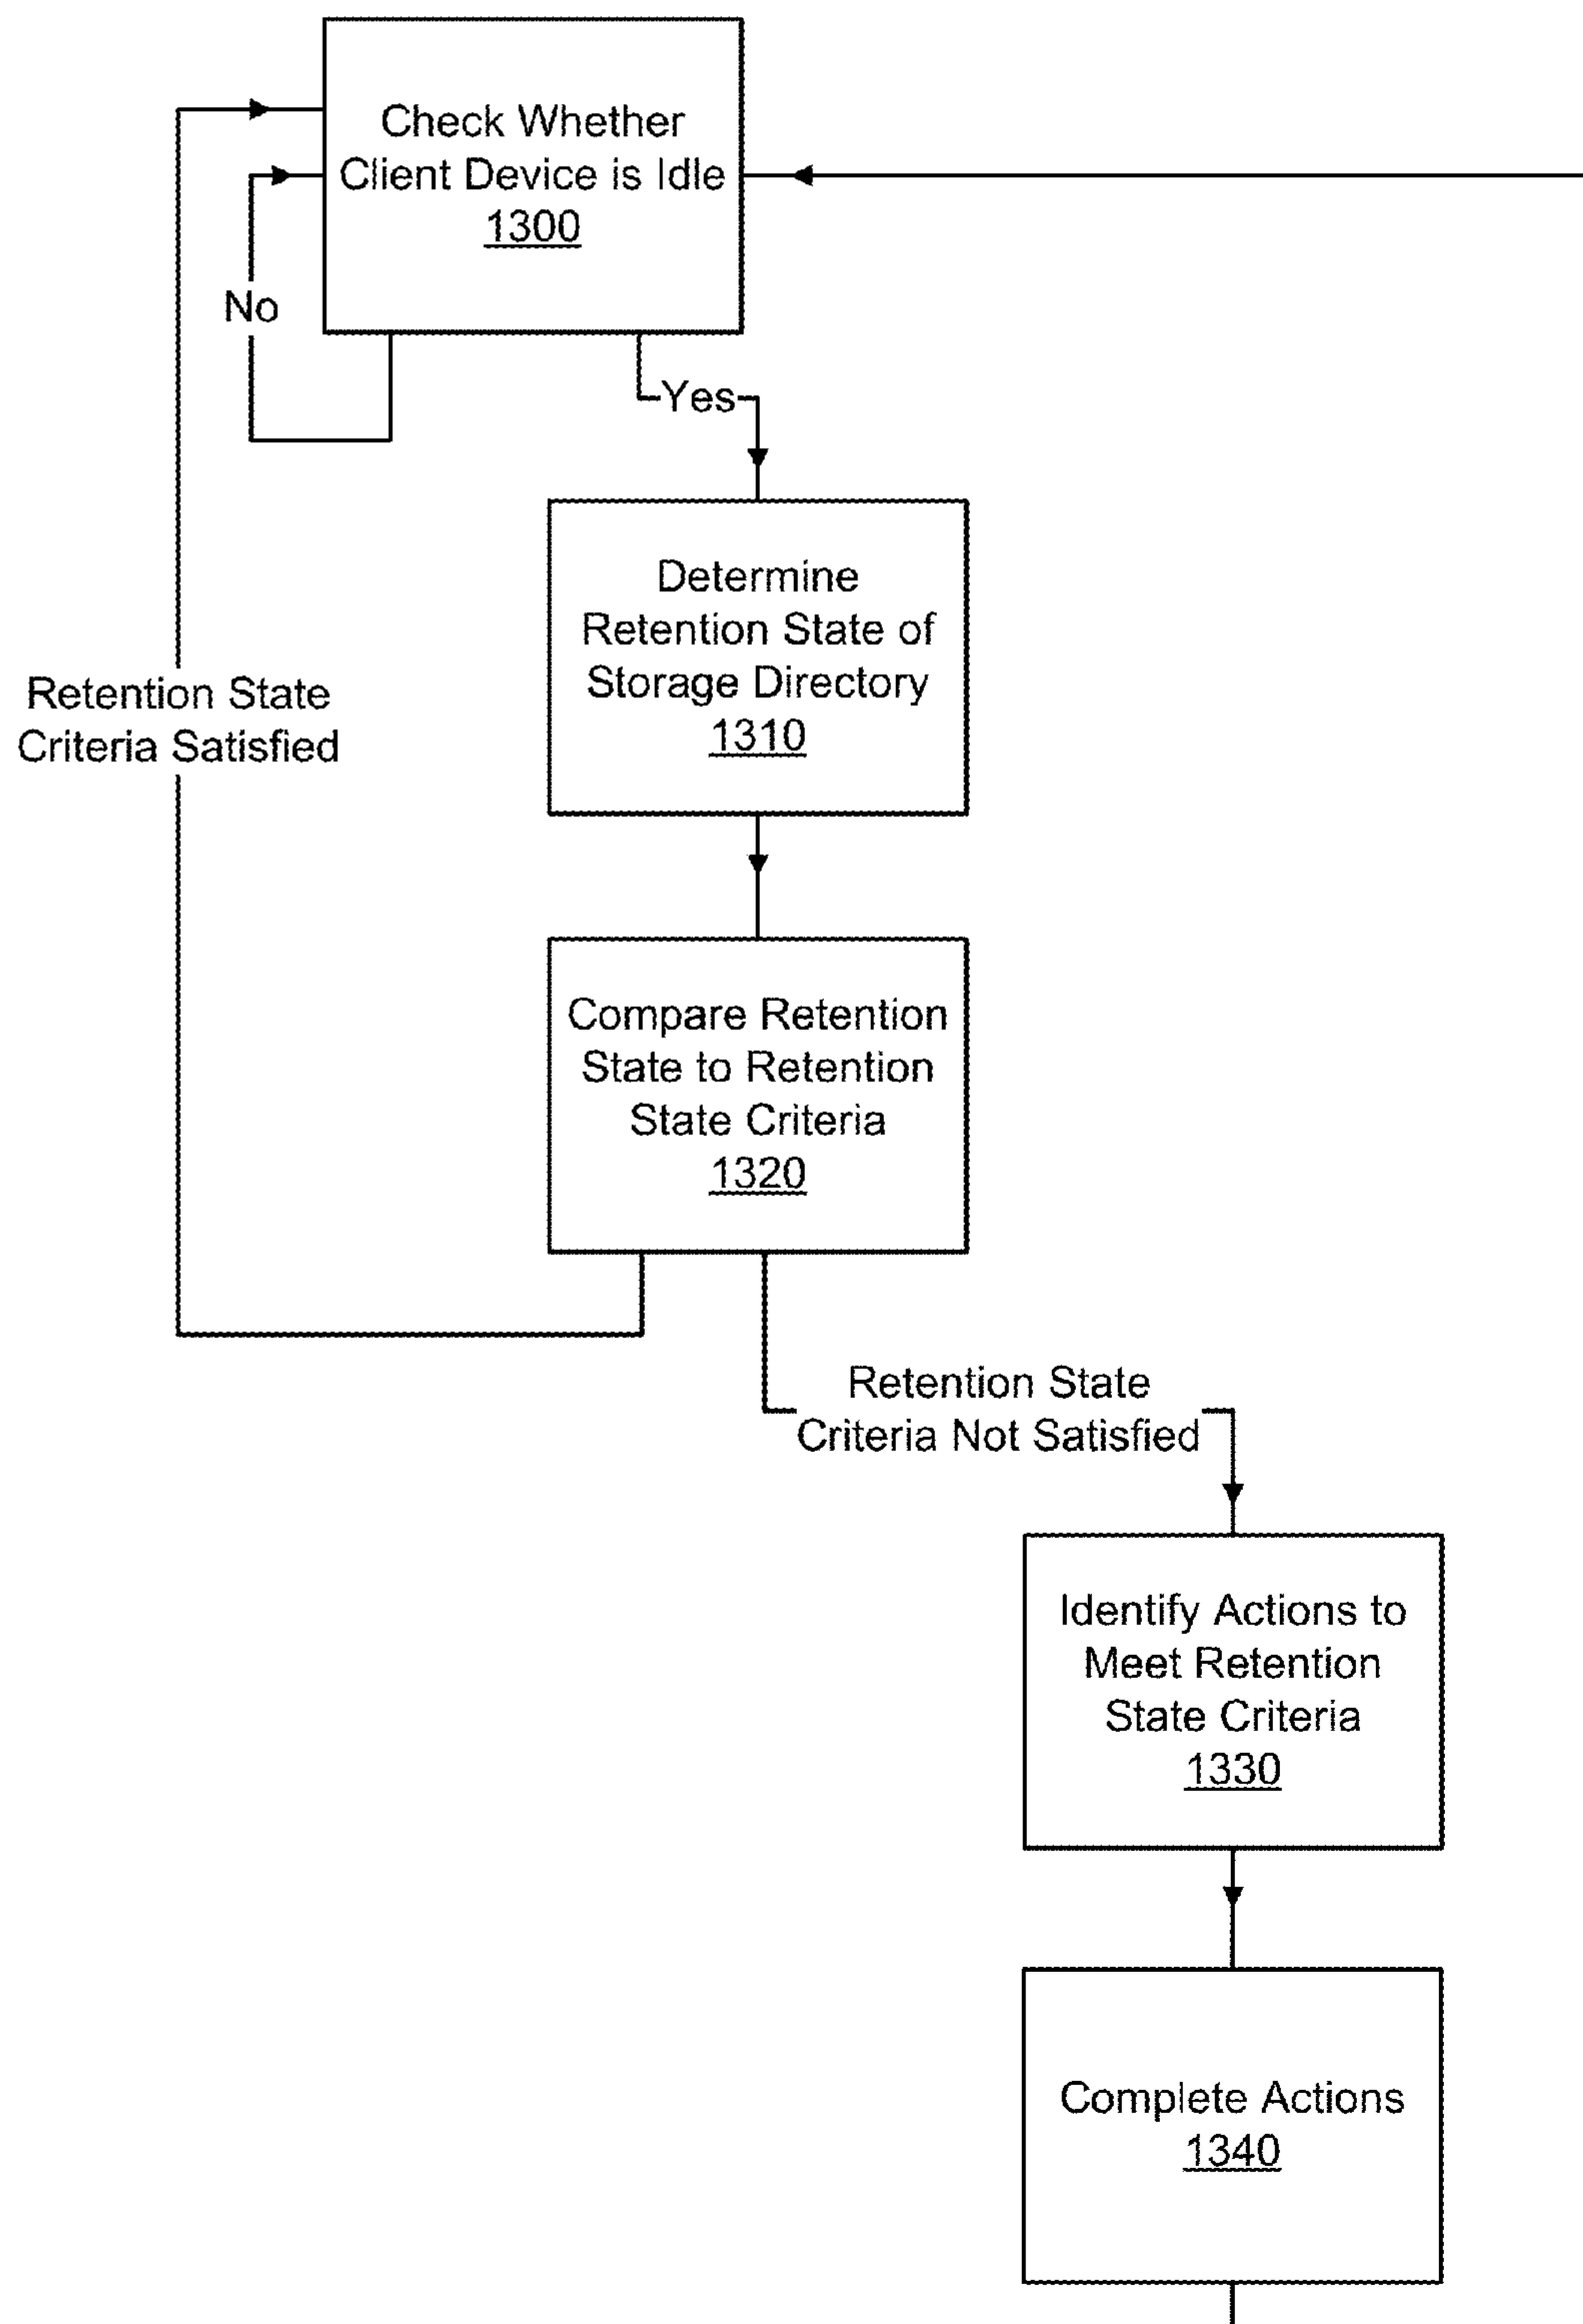 Check Whether
Client Device is Idle
1300
No
Yes
Determine
Retention State of
Storage Directory
1310
Retention State
Criteria Satisfied
Compare Retention
State to Retention
State Criteria
1320
Retention State
Criteria Not Satisfied
Identify Actions to
Meet Retention
State Criteria
1330
Complete Actions
1340